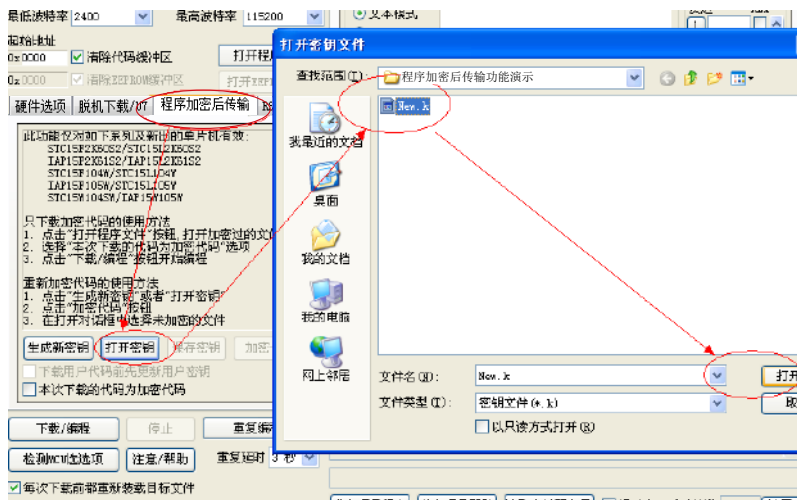 最低波特率 2400 最高波特率 115200
文本模式
起始地址
0x0000 清除代码缓冲区 打开程
0x0000 清除EEPROM缓冲区 打开EEP
硬件选项 脱机下载/U7 程序加密后传输
此功能仅对如下系列及新出的单片机有效:
STC15F2K60S2/STC15L2K60S2
IAP15F2K61S2/IAP15L2K61S2
STC15F104W/STC15L104W
IAP15F105W/STC15L105W
STC15W104SW/IAP15W105W
只下载加密代码的使用方法
1. 点击“打开程序文件”按钮,打开加密过的文
2. 选择“本次下载的代码为加密代码”选项
3. 点击“下载/编程”按钮开始编程
重新加密代码的使用方法
1. 点击“生成新密钥”或者“打开密钥”
2. 点击“加密代码”按钮
3. 在打开对话框中选择未加密的文件
生成新密钥 打开密钥 保存密钥 加密
下载用户代码前先更新用户密钥
本次下载的代码为加密代码
下载/编程 停止 重复编
检测MCU选项 注意/帮助 重复延时 3 秒
每次下载前都重新装载目标文件
打开密钥文件
查找范围(I): 程序加密后传输功能演示
New.k
我最近的文档
桌面
我的文档
我的电脑
网上邻居
文件名(N): New.k 打开
文件类型(T): 密钥文件(*.k) 取
以只读方式打开(R)